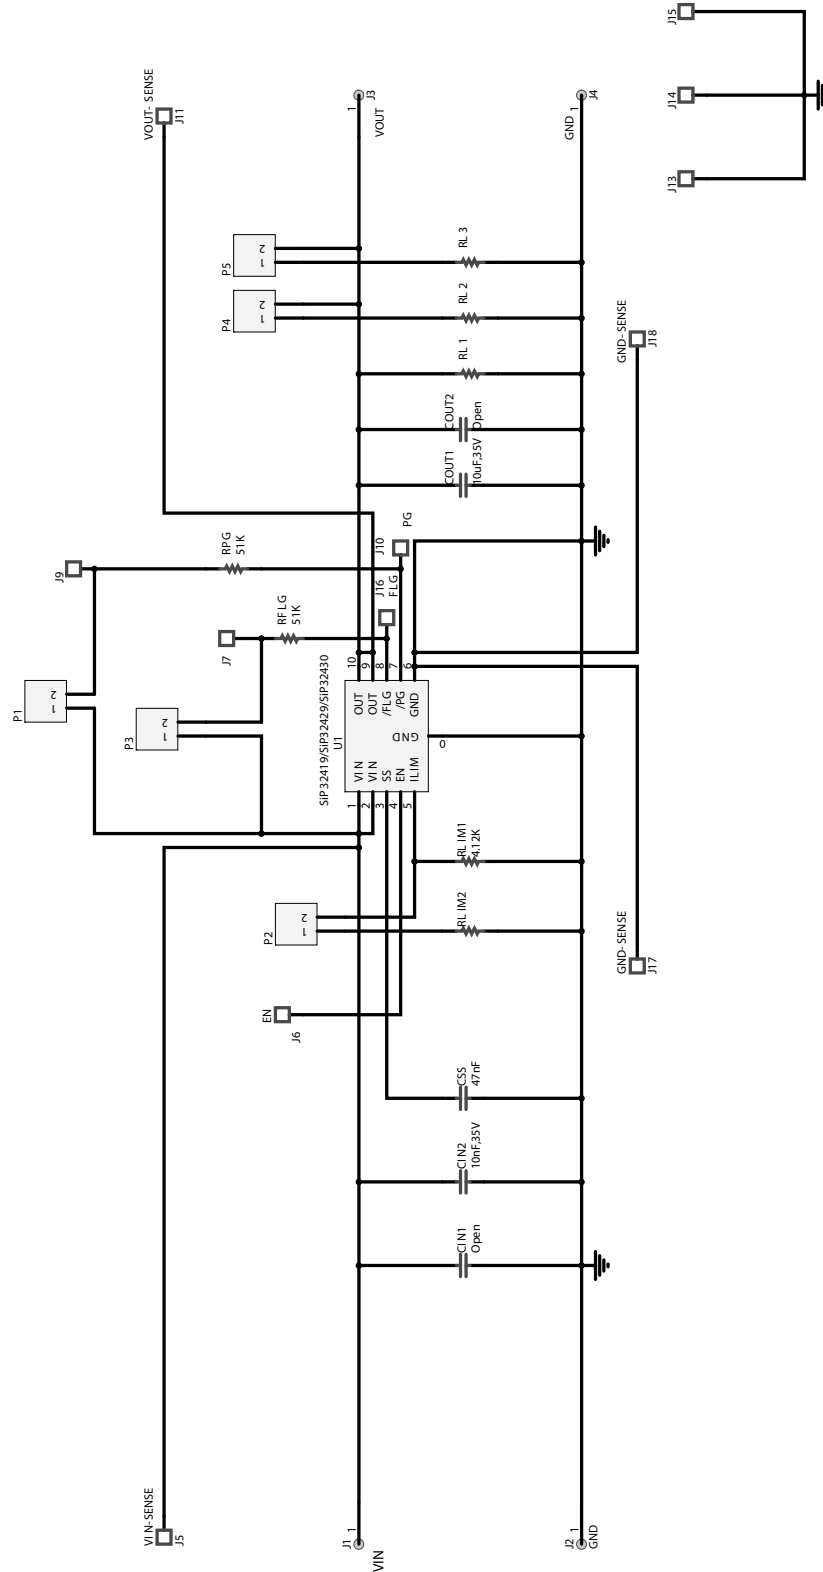 J15
J14
J13
VOUT- SENSE
J11
1
J3
VOUT
GND
1
J4
P5
2
1
RL 3
P4
2
1
RL 2
RL 1
GND- SENSE
J18
COUT2
Open
COUT1
10uF,35V
J9
RPG
51K
J10
PG
J7
RFLG
51K
J16
FLG
P1
2
1
P3
2
1
SiP32419/SiP32429/SiP32430
U1
10
9
8
7
6
OUT
OUT
/FLG
/PG
GND
GND
0
VIN
VIN
SS
EN
ILIM
1
2
3
4
5
RLIM1
4.12K
P2
2
1
RLIM2
GND- SENSE
J17
EN
J6
CSS
47nF
CIN2
10nF,35V
CIN1
Open
VIN-SENSE
J5
J1
1
VIN
J2
1
GND